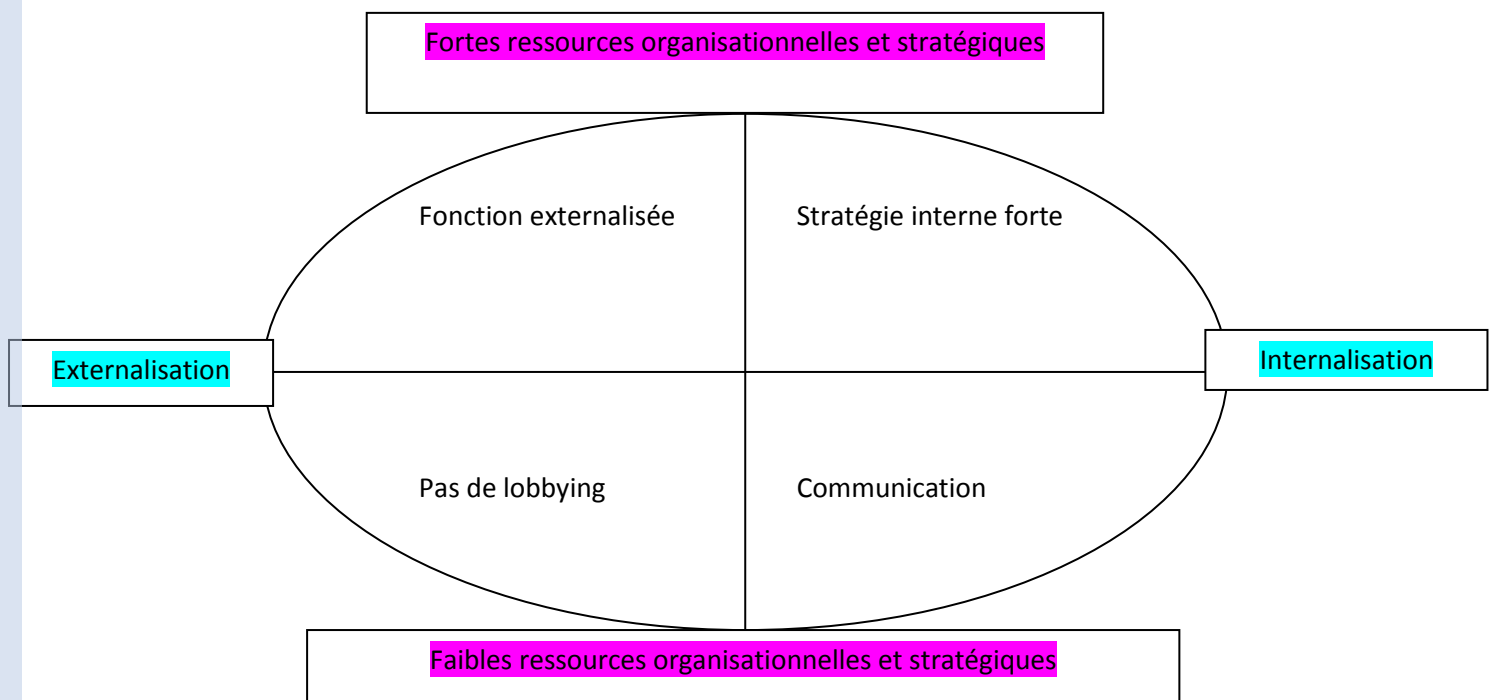 Fortes ressources organisationnelles et stratégiques
Fonction externalisée
Stratégie interne forte
Externalisation
Internalisation
Pas de lobbying
Communication
Faibles ressources organisationnelles et stratégiques